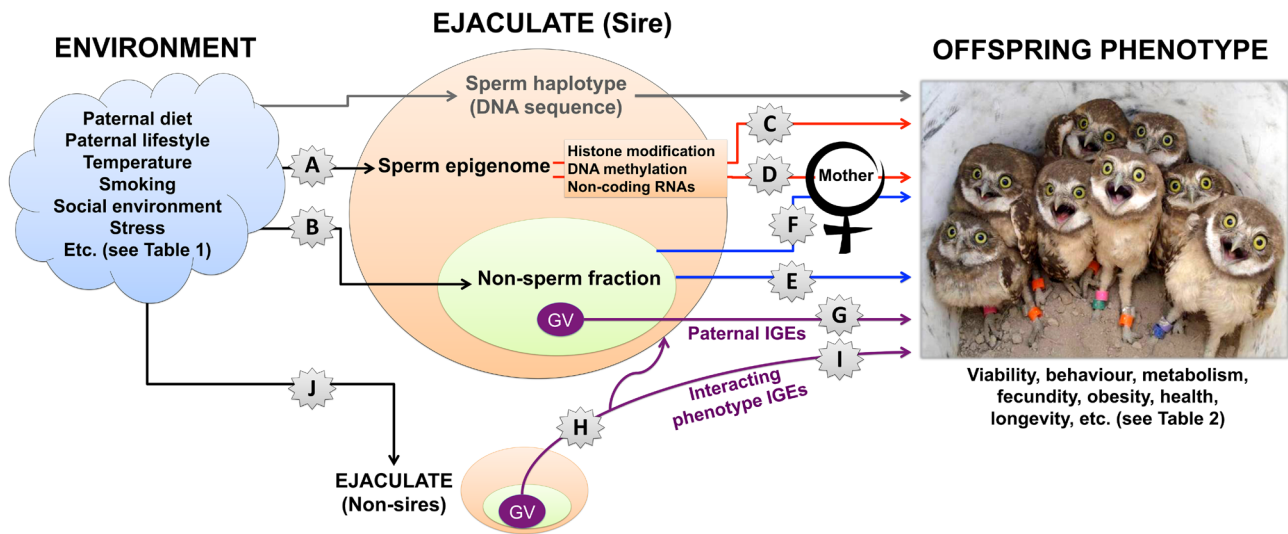 EJACULATE (Sire)
ENVIRONMENT
OFFSPRING PHENOTYPE
Paternal diet
Paternal lifestyle
Temperature
Smoking
Social environment
Stress
Etc. (see Table 1)
Sperm haplotype
(DNA sequence)
A
Sperm epigenome
Histone modification
DNA methylation
Non-coding RNAs
C
D
Mother
B
F
Non-sperm fraction
E
GV
G
Paternal IGEs
I
Interacting
phenotype IGEs
H
J
EJACULATE
(Non-sires)
GV
Viability, behaviour, metabolism,
fecundity, obesity, health,
longevity, etc. (see Table 2)